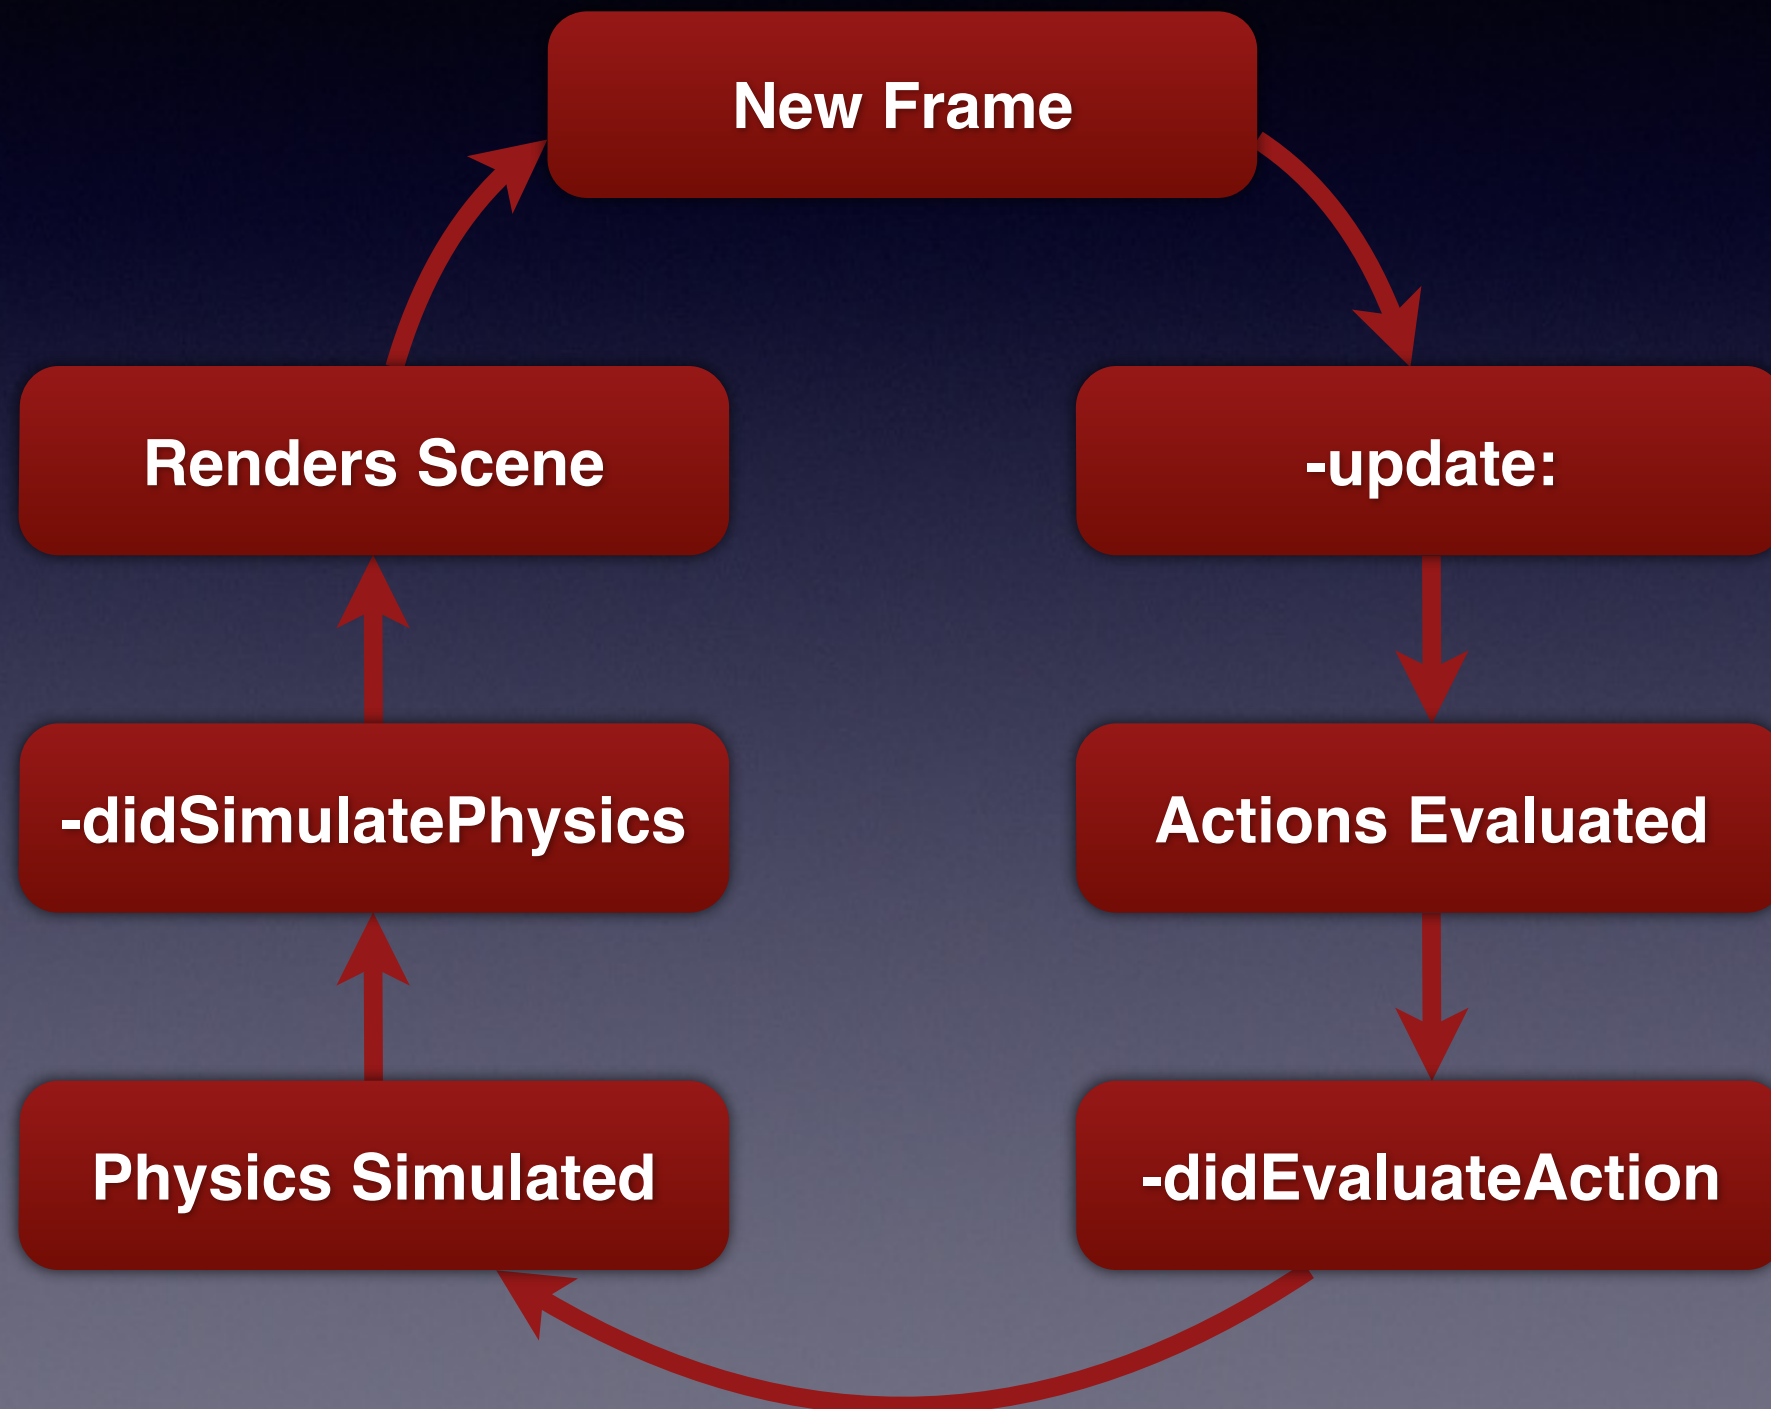 New Frame
Renders Scene
-update:
-didSimulatePhysics
Actions Evaluated
Physics Simulated
-didEvaluateAction